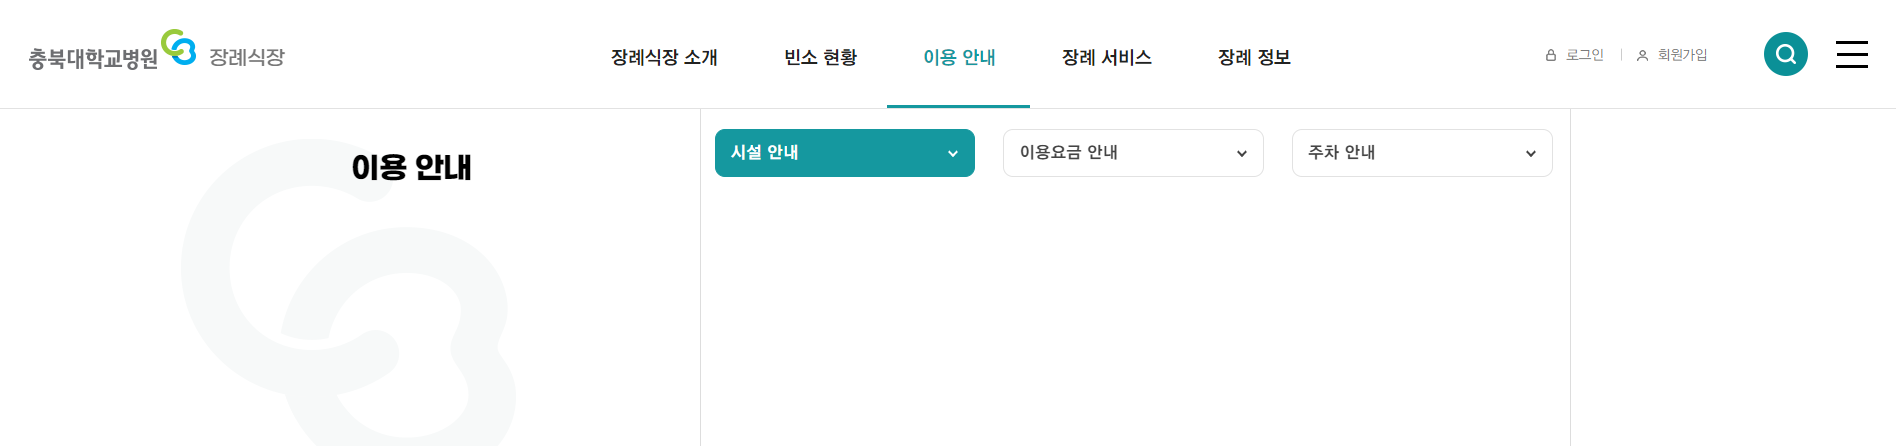 충북대학교병원 장례식장
장례식장 소개 빈소 현황 이용 안내 장례 서비스 장례 정보
로그인 회원가입
이용 안내
시설 안내 이용요금 안내 주차 안내